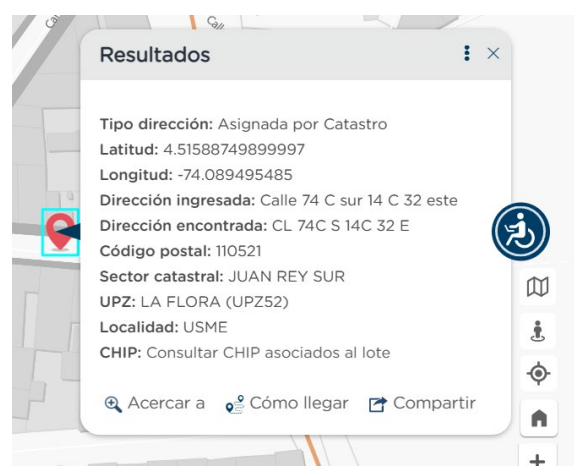 Resultados
Tipo dirección: Asignada por Catastro
Latitud: 4.51588749899997
Longitud: -74.089495485
Dirección ingresada: Calle 74 C sur 14 C 32 este
Dirección encontrada: CL 74C S 14C 32 E
Código postal: 110521
Sector catastral: JUAN REY SUR
UPZ: LA FLORA (UPZ52)
Localidad: USME
CHIP: Consultar CHIP asociados al lote
Acercar a Cómo llegar Compartir